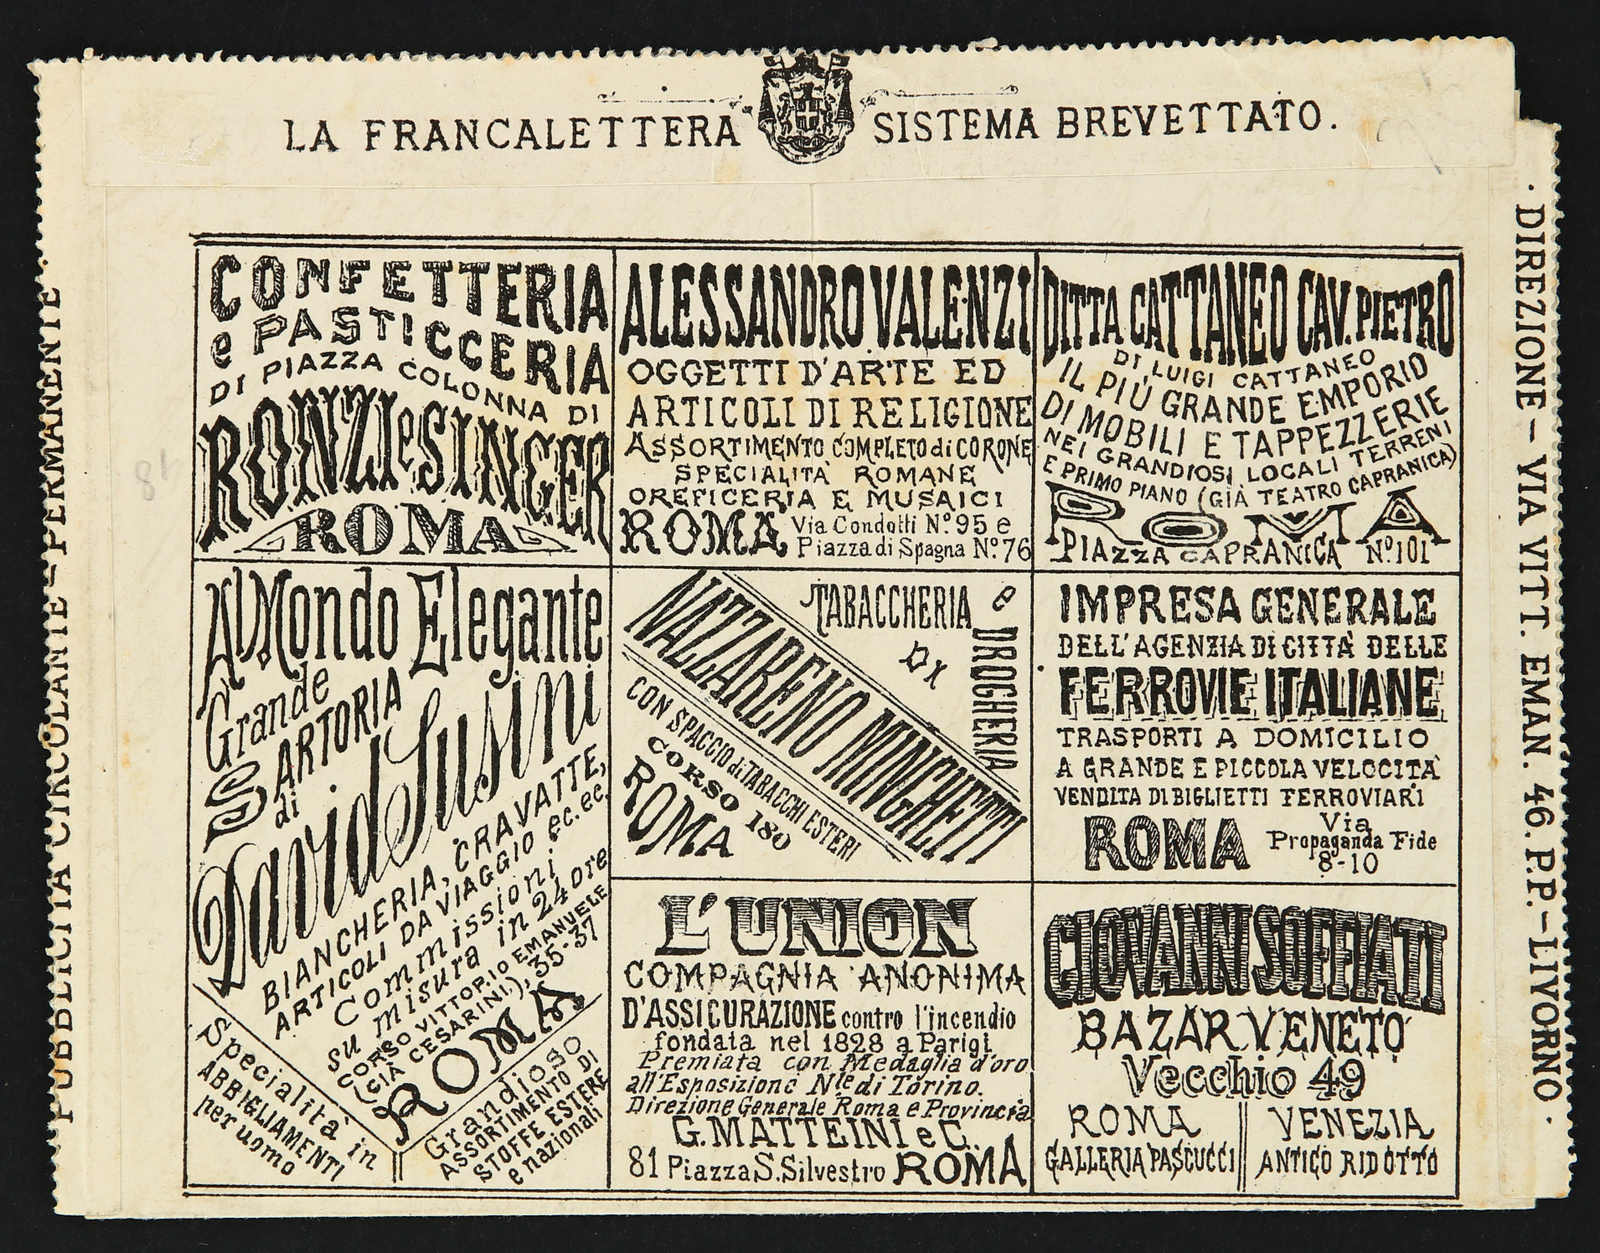 LA FRANCALETTERA SISTEMA BREVETTATO.
PUBBLICITÀ CIRCOLANTE - PERMANENTE.
CONFETTERIA
e PASTICCERIA
DI PIAZZA COLONNA DI
RONZI e SINGER
ROMA
ALESSANDRO VALENZI
OGGETTI D'ARTE ED
ARTICOLI DI RELIGIONE
ASSORTIMENTO COMPLETO di CORONE
SPECIALITÀ ROMANE
OREFICERIA E MUSAICI
ROMA Via Condotti No. 95 e
Piazza di Spagna No. 76
DITTA CATTANEO CAV. PIETRO
DI LUIGI CATTANEO
IL PIÙ GRANDE EMPORIO
DI MOBILI E TAPPEZZERIE
NEI GRANDIOSI LOCALI TERRENI
E PRIMO PIANO (GIÀ TEATRO CAPRANICA)
ROMA
PIAZZA CAPRANICA No 101
Al Mondo Elegante
Grande
SARTORIA
di
David Susini
BIANCHERIA, CRAVATTE,
ARTICOLI DA VIAGGIO ec. ec.
Commissioni
su misura in 24 ore
CORSO VITTORIO EMANUELE
(GIÀ CESARINI), 35-37
ROMA
Specialità in
ABBIGLIAMENTI
per uomo
Grandioso
ASSORTIMENTO DI
STOFFE ESTERE
e nazionali
TABACCHERIA e DROGHERIA
DI
NAZZARENO MINGHETTI
CON SPACCIO di TABACCHI ESTERI
CORSO 180
ROMA
IMPRESA GENERALE
DELL'AGENZIA DI CITTÀ DELLE
FERROVIE ITALIANE
TRASPORTI A DOMICILIO
A GRANDE E PICCOLA VELOCITÀ
VENDITA DI BIGLIETTI FERROVIARI
ROMA Via
Propaganda Fide
8-10
L'UNION
COMPAGNIA ANONIMA
D'ASSICURAZIONE contro l'incendio
fondata nel 1828 a Parigi
Premiata con Medaglia d'oro
all'Esposizione Nle di Torino.
Direzione Generale Roma e Provincia
G. MATTEINI e C.
81 Piazza S. Silvestro ROMA
GIOVANNI SOFFIATI
BAZAR VENETO
Vecchio 49
ROMA
GALLERIA PASCUCCI
VENEZIA
ANTICO RIDOTTO
· DIREZIONE - VIA VITT. EMAN. 46. P.P. - LIVORNO ·
48